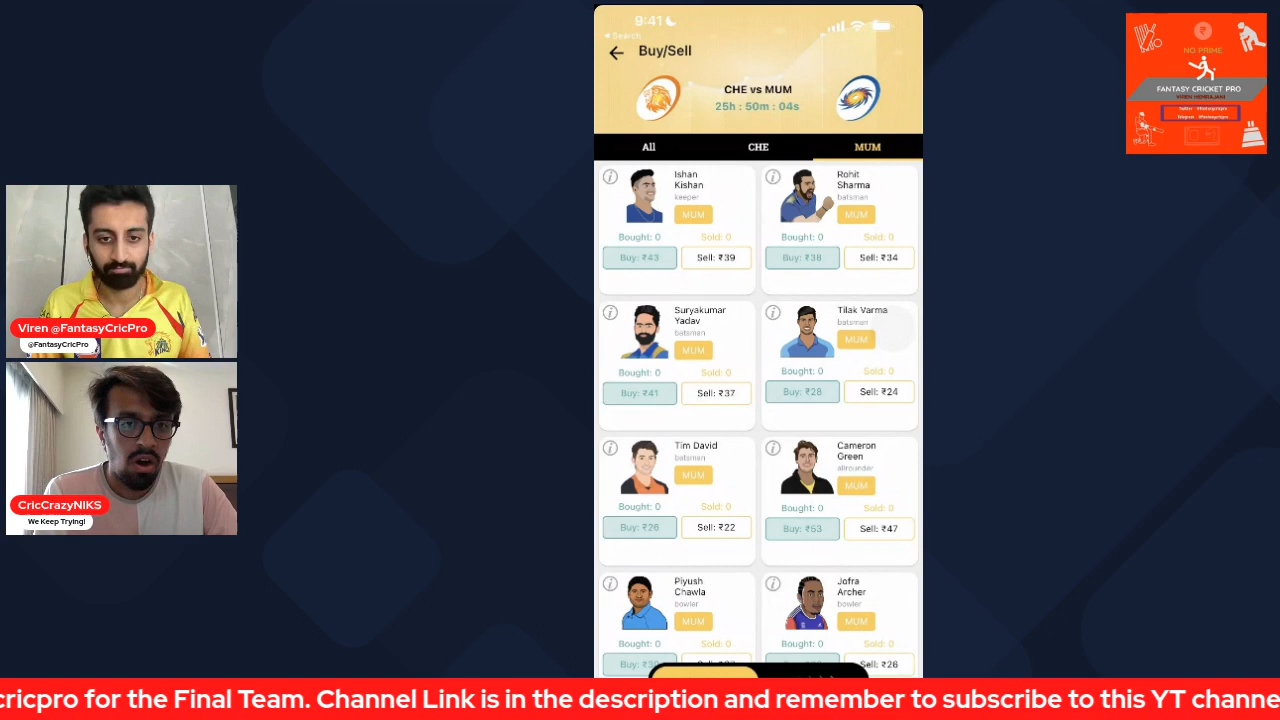 9:41
Search
Buy/Sell
CHE vs MUM
25h : 50m : 04s
All CHE MUM
Ishan Kishan
keeper
MUM
Bought: 0 Sold: 0
Buy: ₹43 Sell: ₹39
Rohit Sharma
batsman
MUM
Bought: 0 Sold: 0
Buy: ₹38 Sell: ₹34
Suryakumar Yadav
batsman
MUM
Bought: 0 Sold: 0
Buy: ₹41 Sell: ₹37
Tilak Varma
batsman
MUM
Bought: 0 Sold: 0
Buy: ₹28 Sell: ₹24
Tim David
batsman
MUM
Bought: 0 Sold: 0
Buy: ₹26 Sell: ₹22
Cameron Green
allrounder
MUM
Bought: 0 Sold: 0
Buy: ₹53 Sell: ₹47
Piyush Chawla
bowler
MUM
Bought: 0 Sold: 0
Buy:
Jofra Archer
bowler
MUM
Bought: 0 Sold: 0
Sell: ₹26
Viren @FantasyCricPro
@FantasyCricPro
CricCrazyNIKS
We Keep Trying!
NO PRIME
FANTASY CRICKET PRO
VIREN HEMRAJANI
cricpro for the Final Team. Channel Link is in the description and remember to subscribe to this YT channe